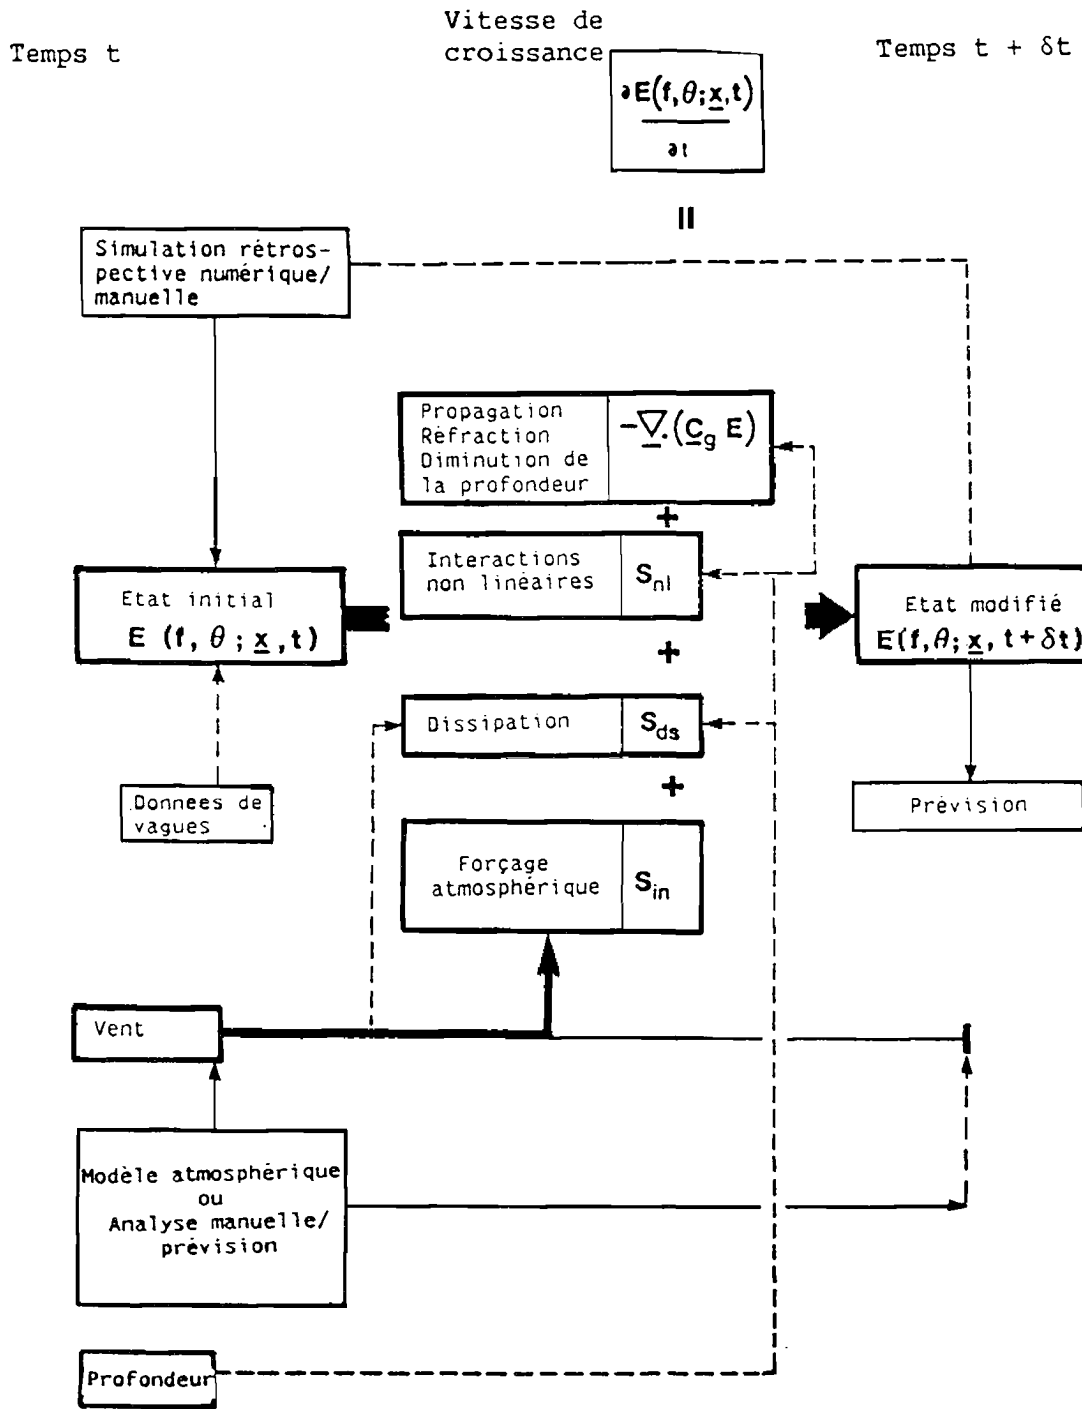 Temps t
Vitesse de
croissance
Temps t + δt
∂E(f,θ;x,t)
∂t
=
Simulation rétros-
pective numérique/
manuelle
Propagation
Réfraction
Diminution de
la profondeur
-∇.(Cg E)
+
Interactions
non linéaires
Snl
Etat initial
E (f, θ ; x ,t)
Etat modifié
E(f,θ; x, t+δt)
+
Dissipation
Sds
+
Donnees de
vagues
Prévision
Forçage
atmosphérique
Sin
Vent
Modèle atmosphérique
ou
Analyse manuelle/
prévision
Profondeur